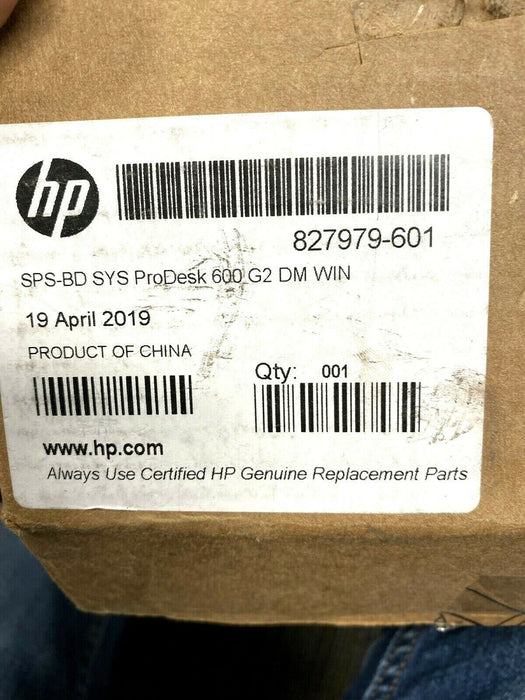 hp
827979-601
SPS-BD SYS ProDesk 600 G2 DM WIN
19 April 2019
PRODUCT OF CHINA
Qty: 001
www.hp.com
Always Use Certified HP Genuine Replacement Parts